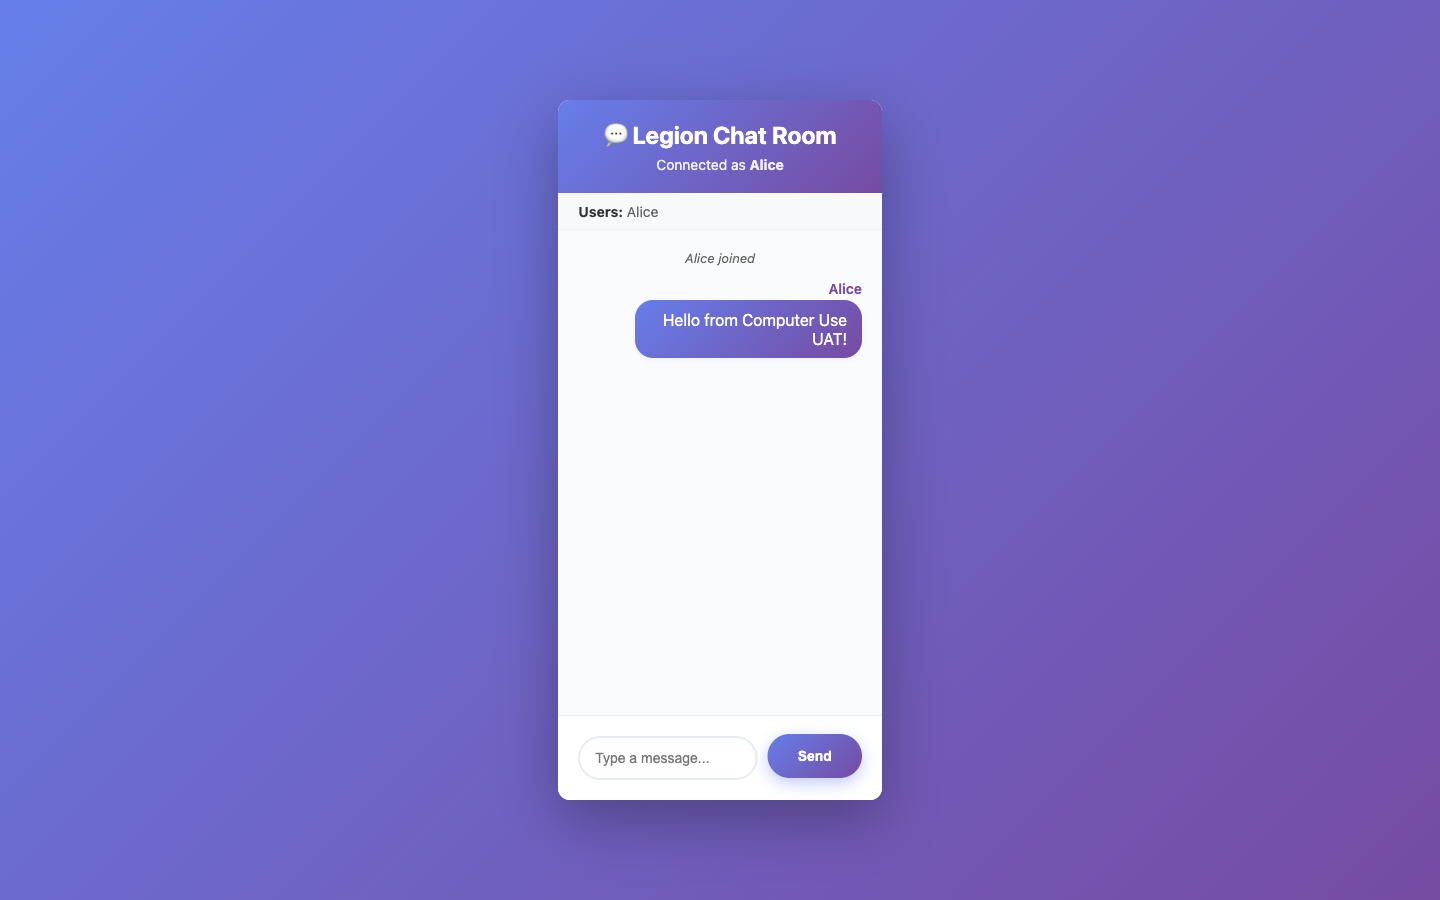 💬 Legion Chat Room
Connected as Alice
Users: Alice
Alice joined
Alice
Hello from Computer Use
UAT!
Type a message...
Send